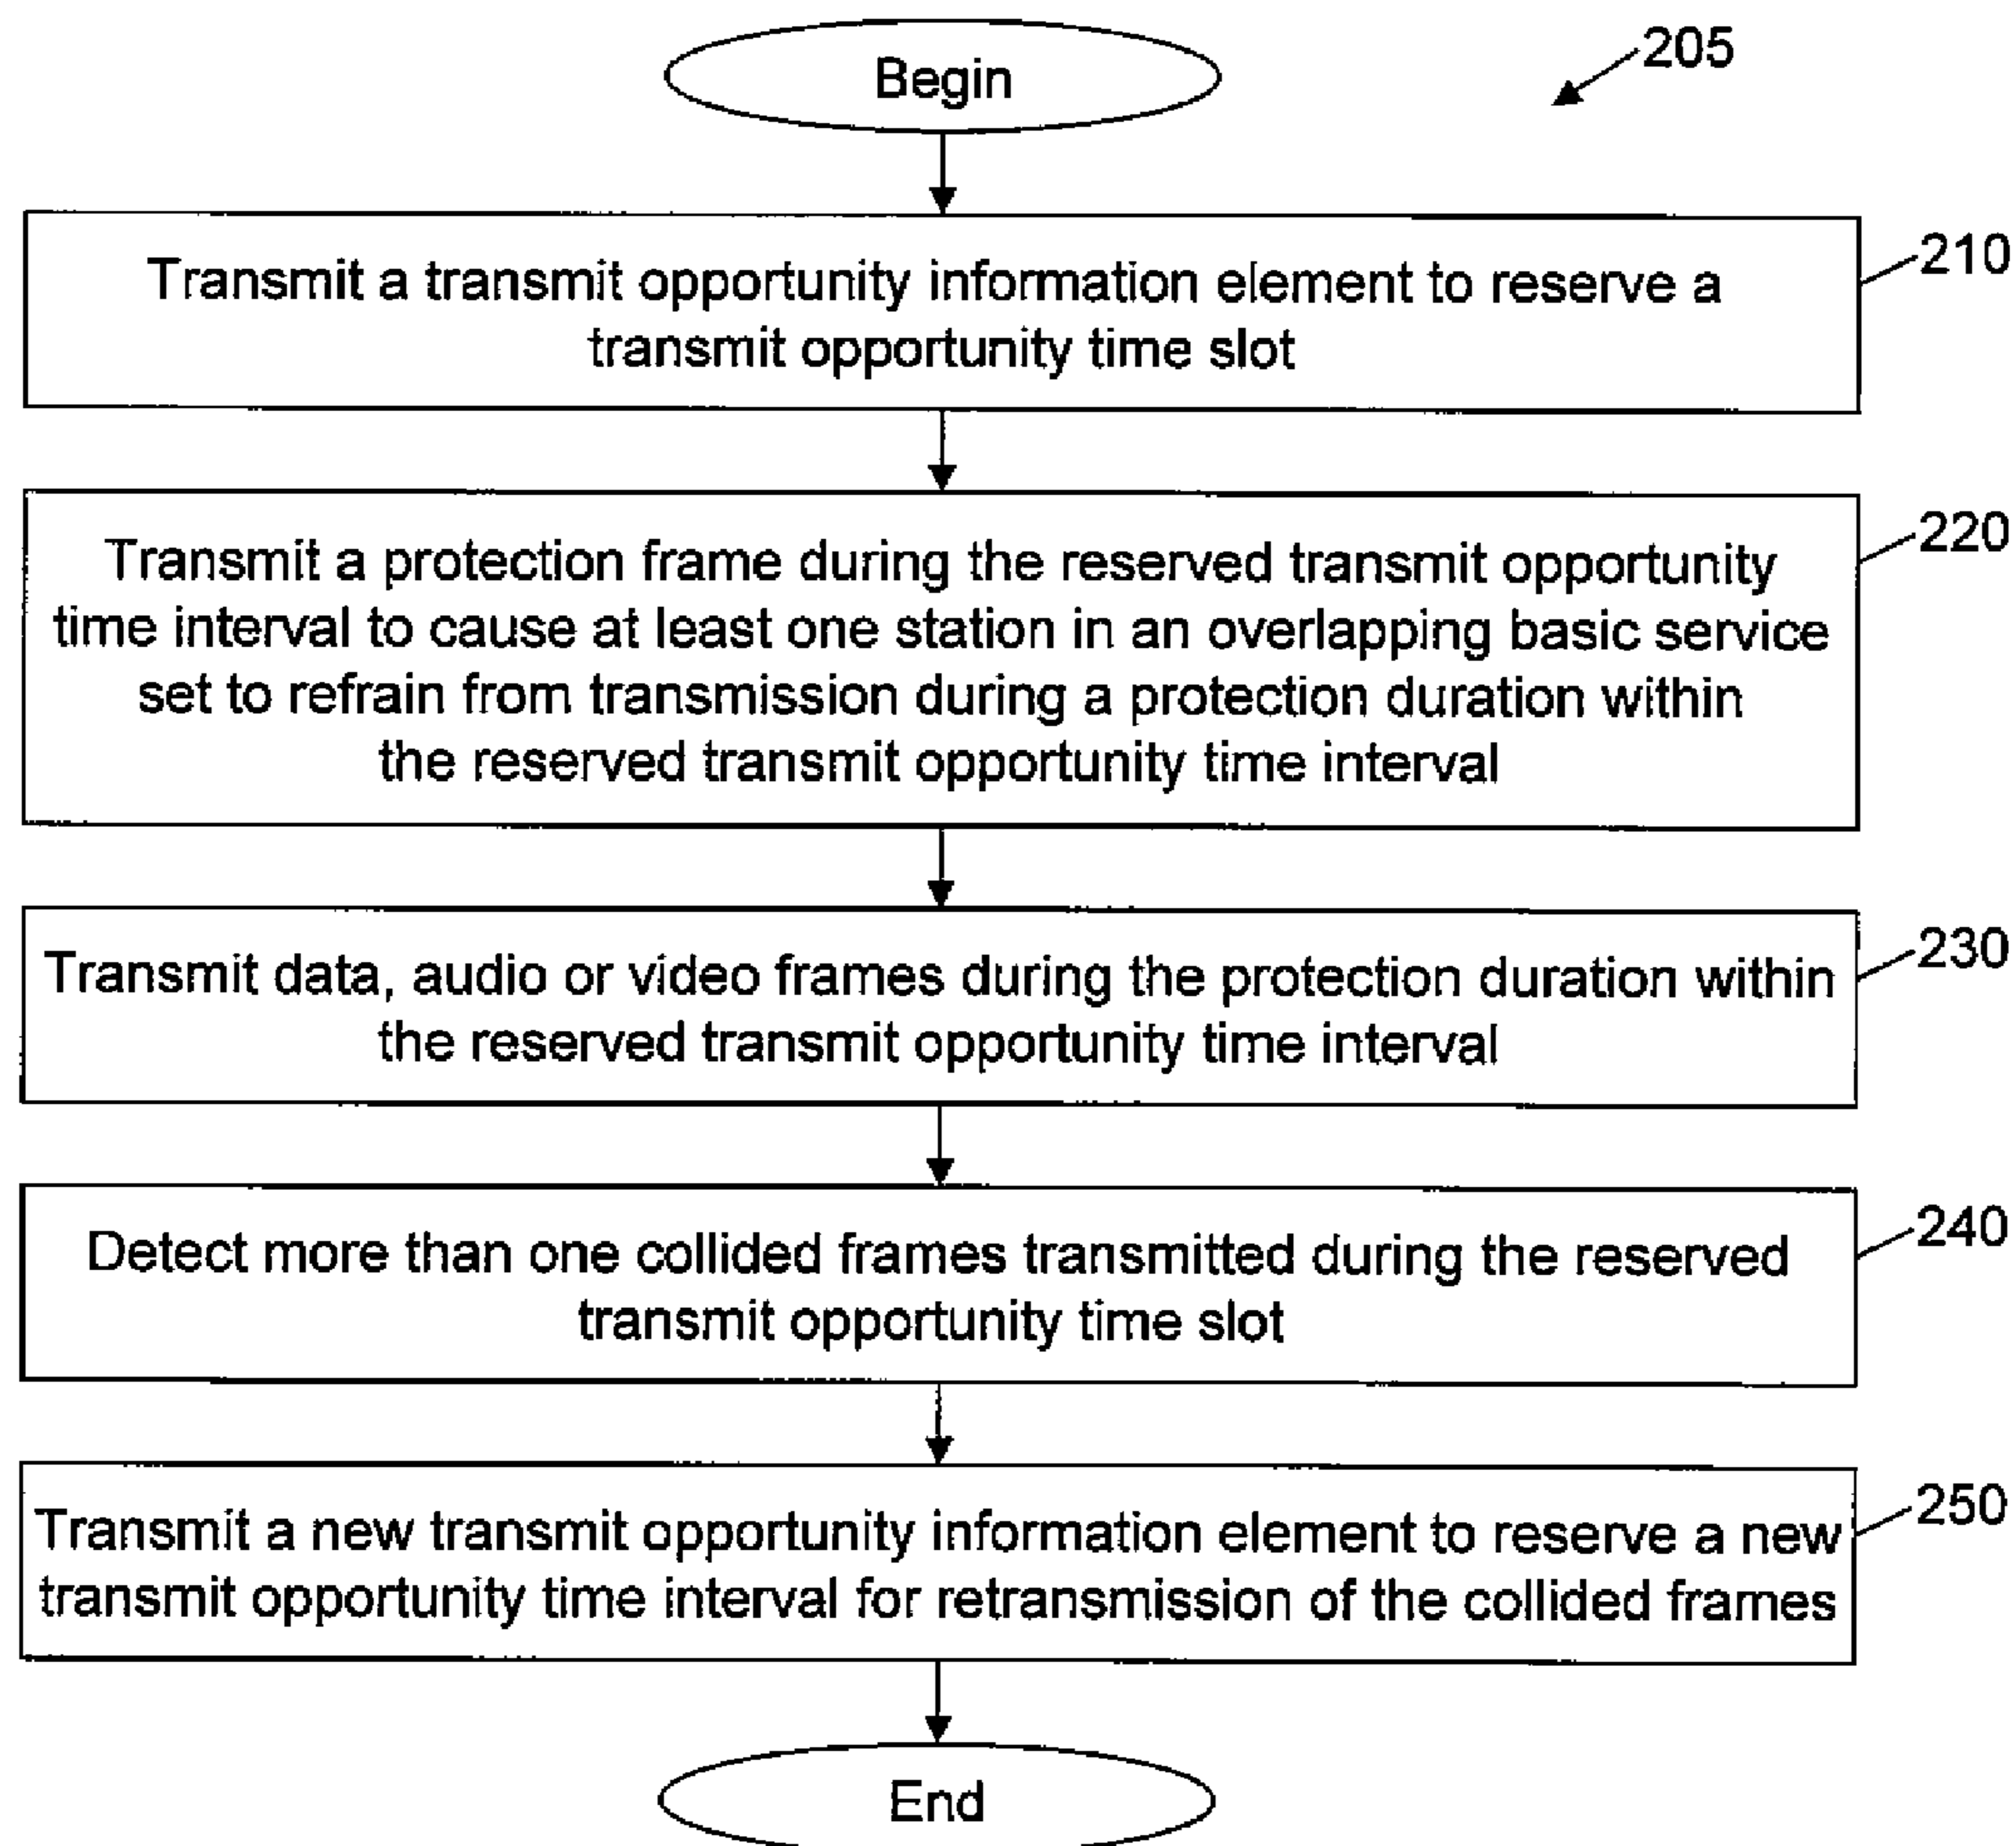 Begin
205
Transmit a transmit opportunity information element to reserve a
transmit opportunity time slot
210
Transmit a protection frame during the reserved transmit opportunity
time interval to cause at least one station in an overlapping basic service
set to refrain from transmission during a protection duration within
the reserved transmit opportunity time interval
220
Transmit data, audio or video frames during the protection duration within
the reserved transmit opportunity time interval
230
Detect more than one collided frames transmitted during the reserved
transmit opportunity time slot
240
Transmit a new transmit opportunity information element to reserve a new
transmit opportunity time interval for retransmission of the collided frames
250
End